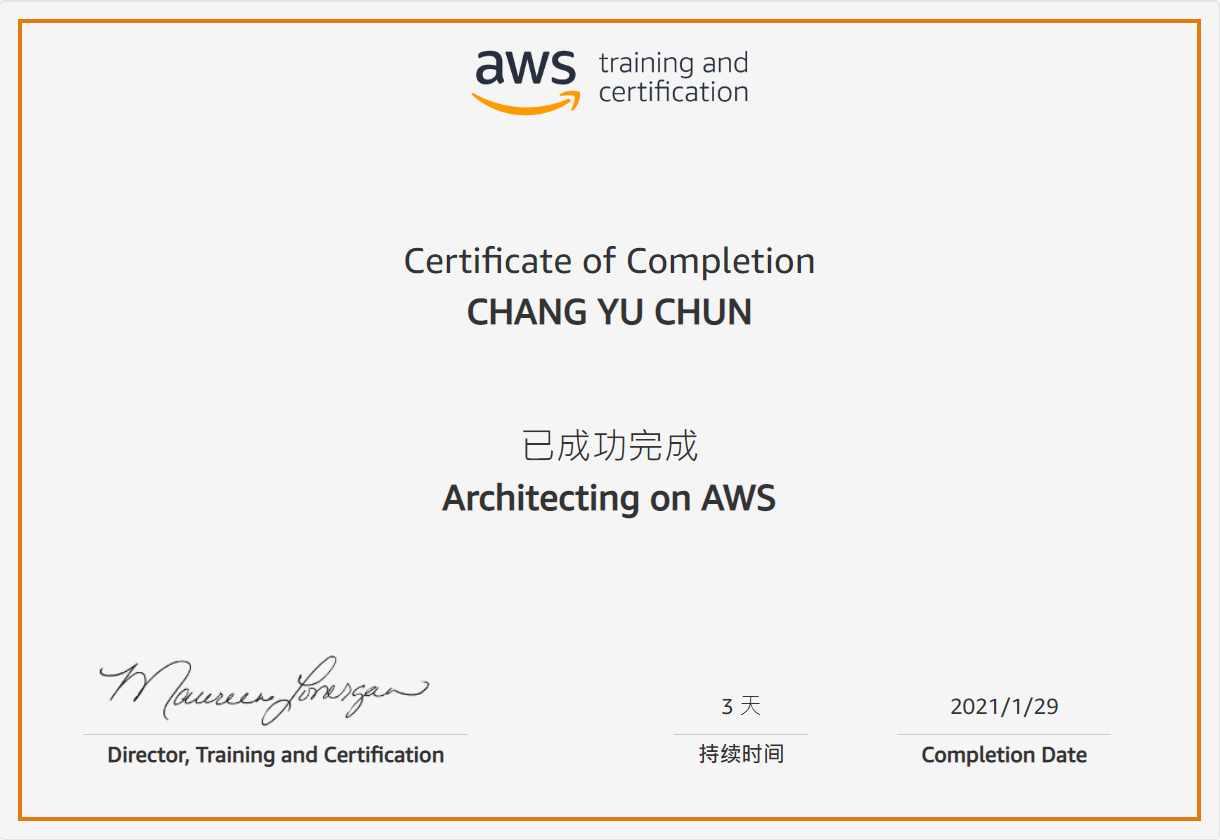 aws training and
certification
Certificate of Completion
CHANG YU CHUN
已成功完成
Architecting on AWS
Maureen Lonergan
3 天
2021/1/29
Director, Training and Certification
持续时间
Completion Date